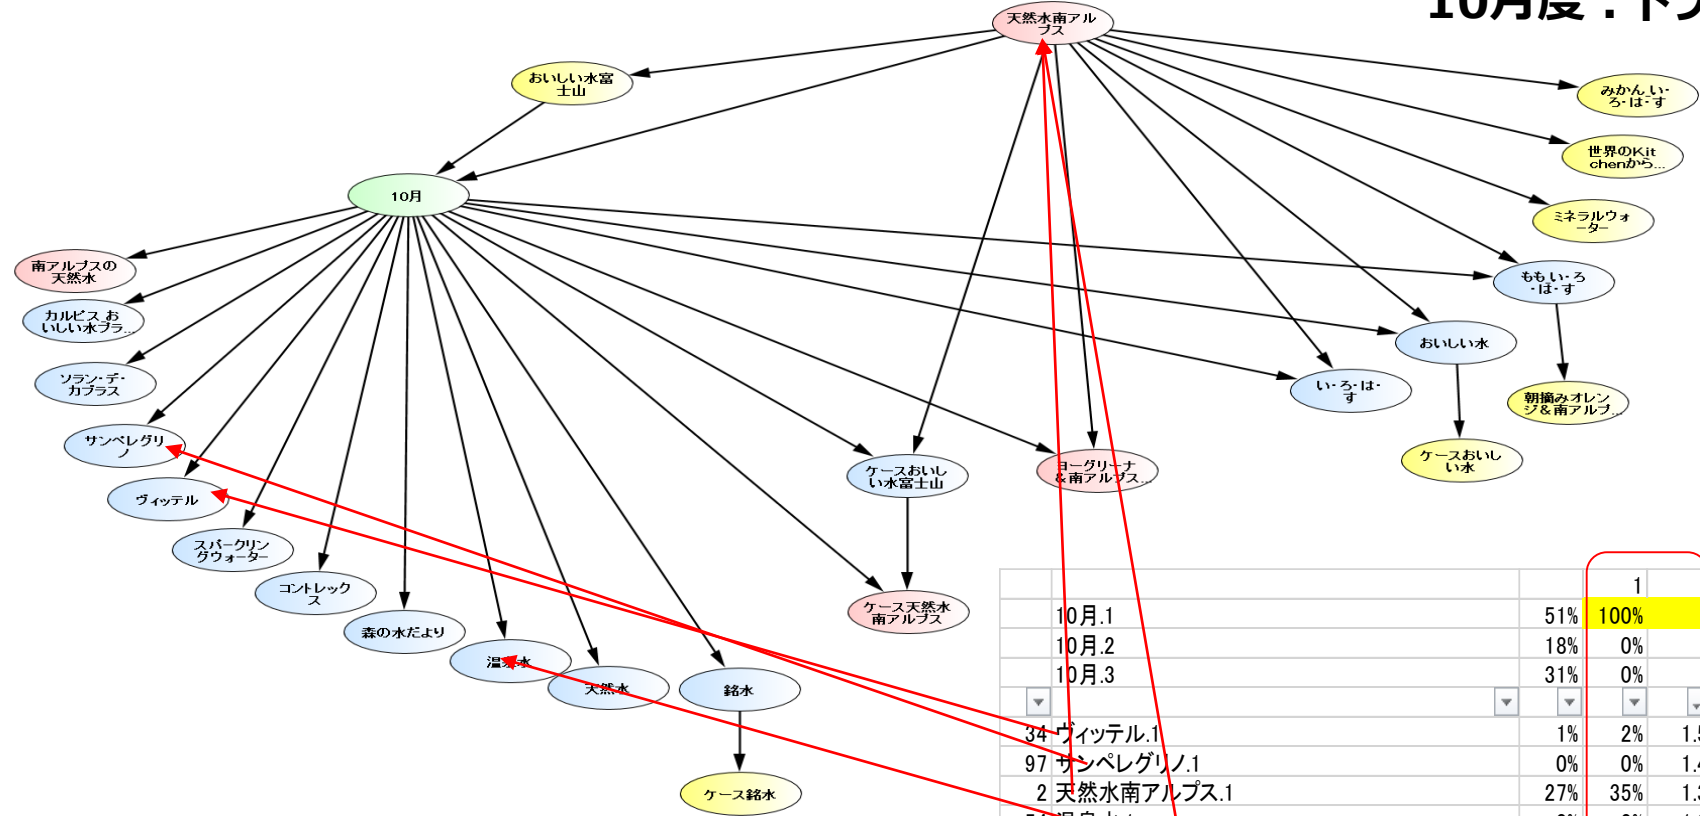 10月度：トラ
天然水南アル
プス
おいしい水富
士山
みかん_い・
ろ・は・す
世界のKit
chenから...
ミネラルウォ
ーター
10月
南アルプスの
天然水
もも_い・ろ
・は・す
カルピス_お
いしい水プラ...
おいしい水
ソラン・デ・
カブラス
い・ろ・は・
す
朝摘みオレン
ジ＆南アルプ...
サンペレグリ
ノ
ケースおいし
い水
ケースおいし
い水富士山
ヨーグリーナ
＆南アルプス...
ヴィッテル
スパークリン
グウォーター
コントレック
ス
ケース天然水
南アルプス
森の水だより
温泉水
天然水
銘水
ケース銘水
1
10月.1 51% 100%
10月.2 18% 0%
10月.3 31% 0%
34 ヴィッテル.1 1% 2% 1.5
97 サンペレグリノ.1 0% 0% 1.4
2 天然水南アルプス.1 27% 35% 1.3